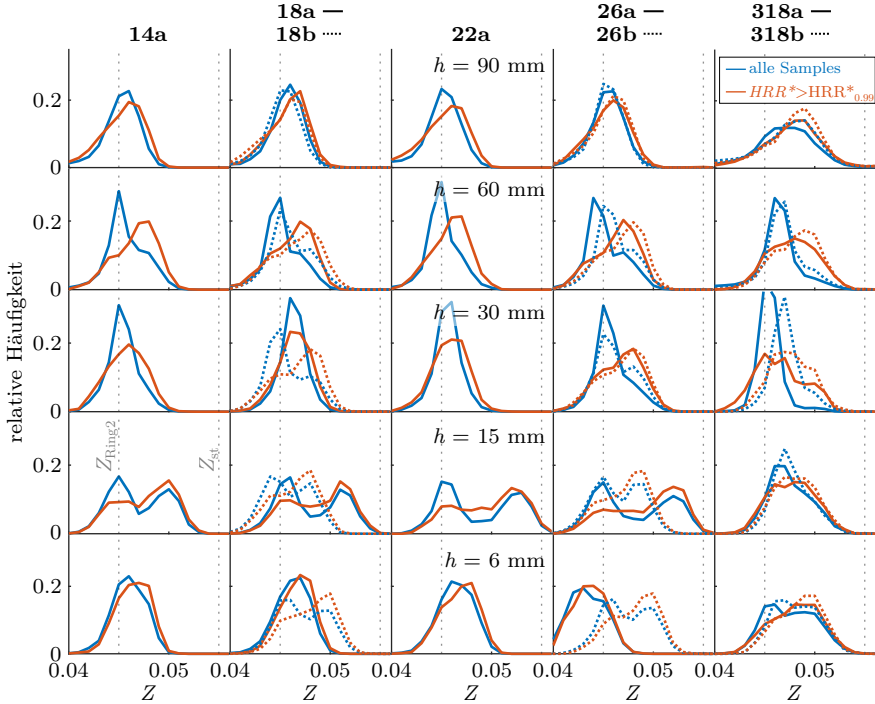 18a — 26a — 318a —
14a 18b ····· 22a 26b ····· 318b ·····
h = 90 mm
alle Samples
HRR*>HRR*0.99
0.2
0
h = 60 mm
0.2
0
h = 30 mm
0.2
0
relative Häufigkeit
h = 15 mm
ZRing2
Zst
0.2
0
h = 6 mm
0.2
0
0.04 0.05 0.04 0.05 0.04 0.05 0.04 0.05 0.04 0.05
Z Z Z Z Z